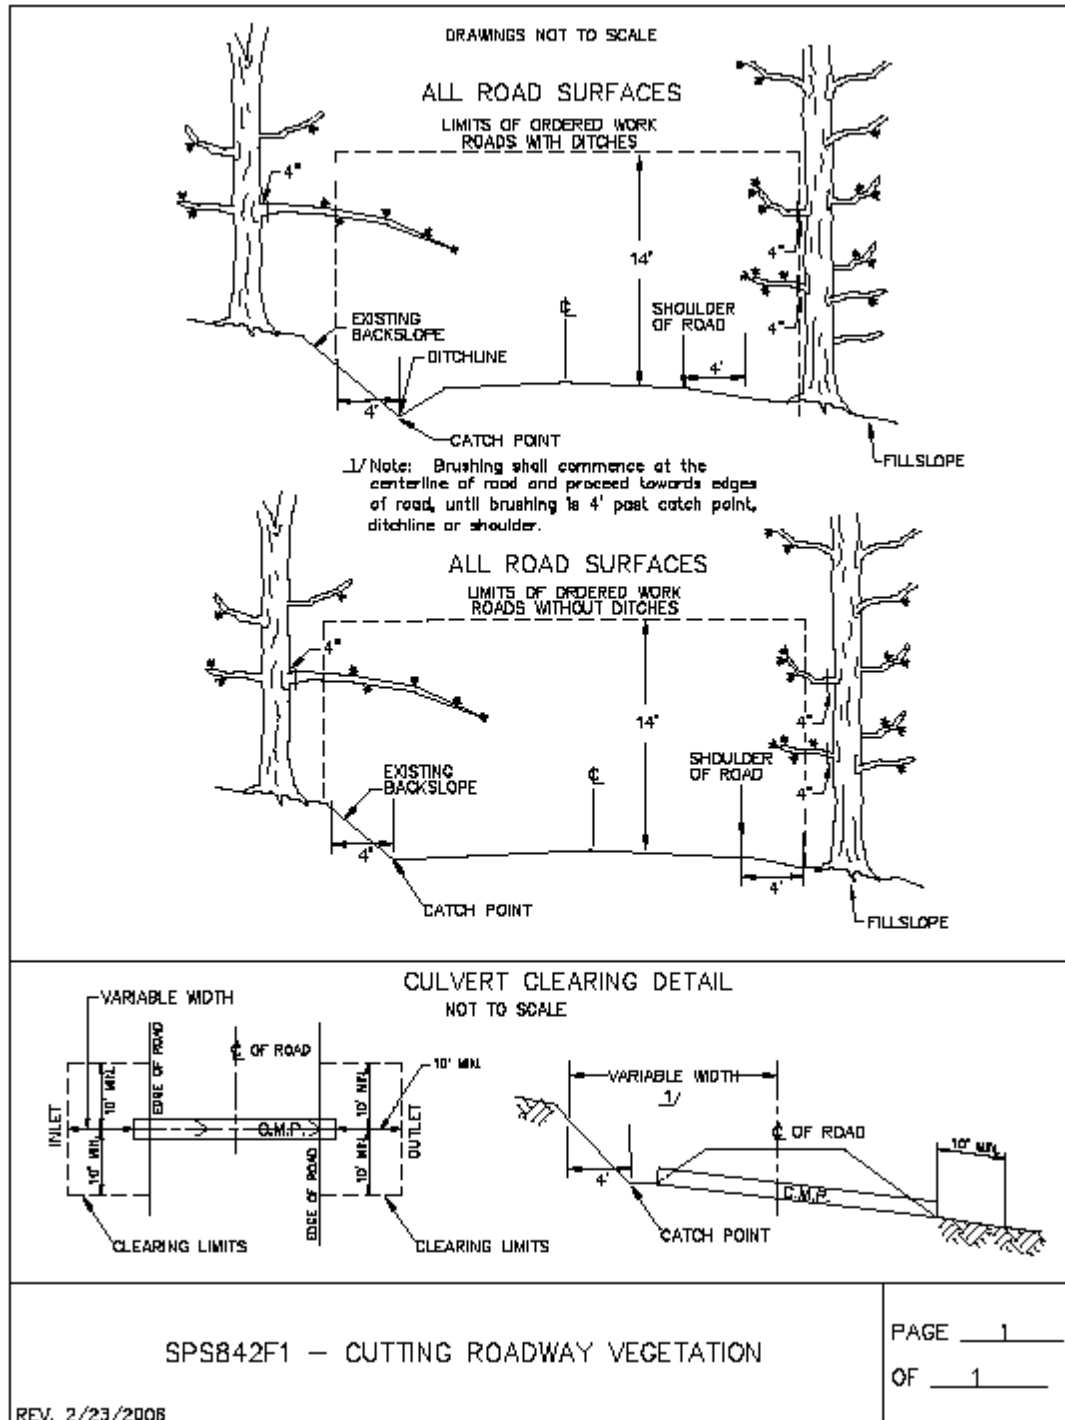 DRAWINGS NOT TO SCALE
ALL ROAD SURFACES
LIMITS OF ORDERED WORK
ROADS WITH DITCHES
4"
14'
4"
4"
EXISTING
BACKSLOPE
DITCHLINE
℄
SHOULDER
OF ROAD
4'
4'
CATCH POINT
FILLSLOPE
1/ Note: Brushing shall commence at the
centerline of road and proceed towards edges
of road, until brushing is 4' past catch point,
ditchline or shoulder.
ALL ROAD SURFACES
LIMITS OF ORDERED WORK
ROADS WITHOUT DITCHES
4"
14'
4"
4"
EXISTING
BACKSLOPE
℄
SHOULDER
OF ROAD
4'
4'
CATCH POINT
FILLSLOPE
CULVERT CLEARING DETAIL
NOT TO SCALE
VARIABLE WIDTH
EDGE OF ROAD
℄ OF ROAD
10' MIN.
10' MIN.
10' MIN.
INLET
C.M.P.
OUTLET
10' MIN.
10' MIN.
EDGE OF ROAD
CLEARING LIMITS
CLEARING LIMITS
VARIABLE WIDTH
1/
℄ OF ROAD
10' MIN.
4'
C.M.P.
CATCH POINT
SPS842F1 – CUTTING ROADWAY VEGETATION
PAGE 1
OF 1
REV. 2/23/2006